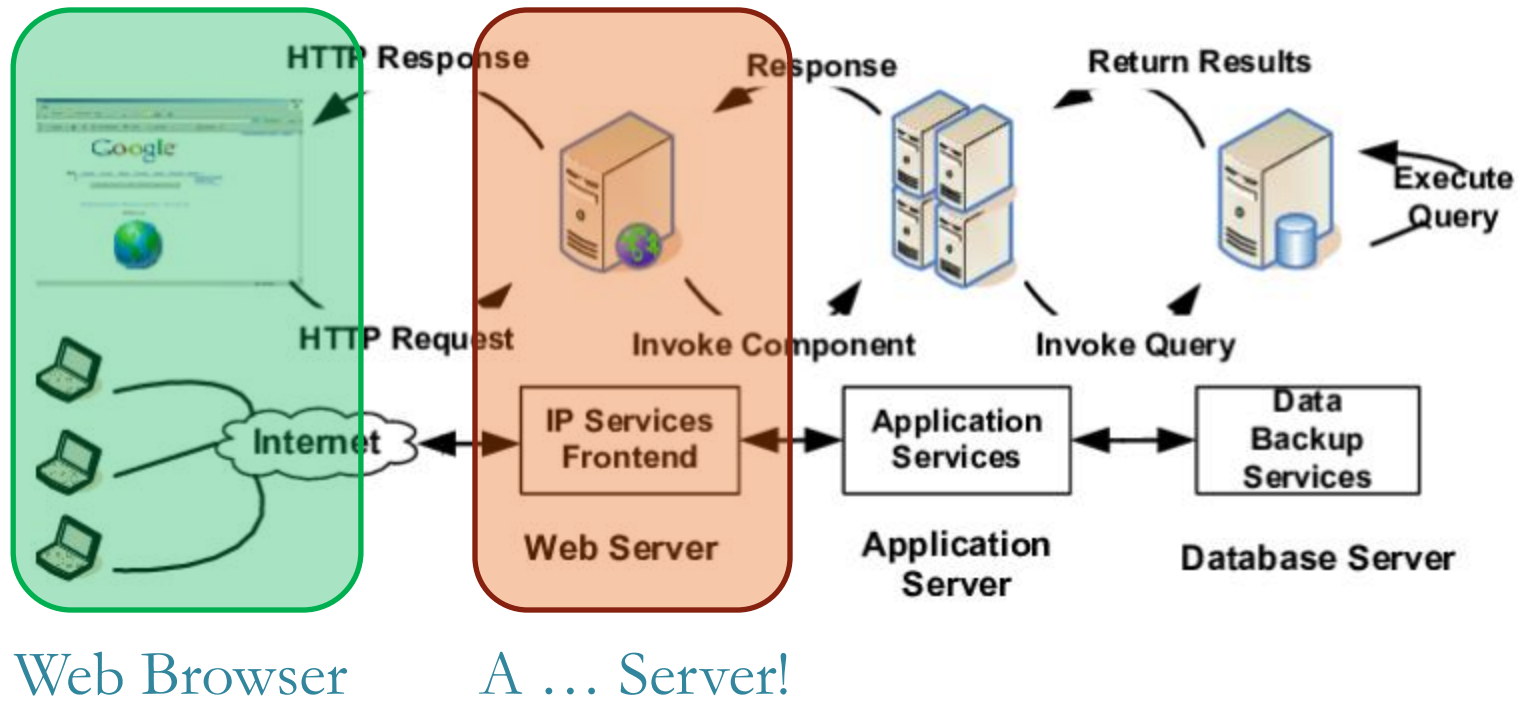 HTTP Response
Response
Return Results
Google
Execute
Query
HTTP Request
Invoke Component
Invoke Query
Internet
IP Services
Frontend
Application
Services
Data
Backup
Services
Web Server
Application
Server
Database Server
Web Browser
A … Server!